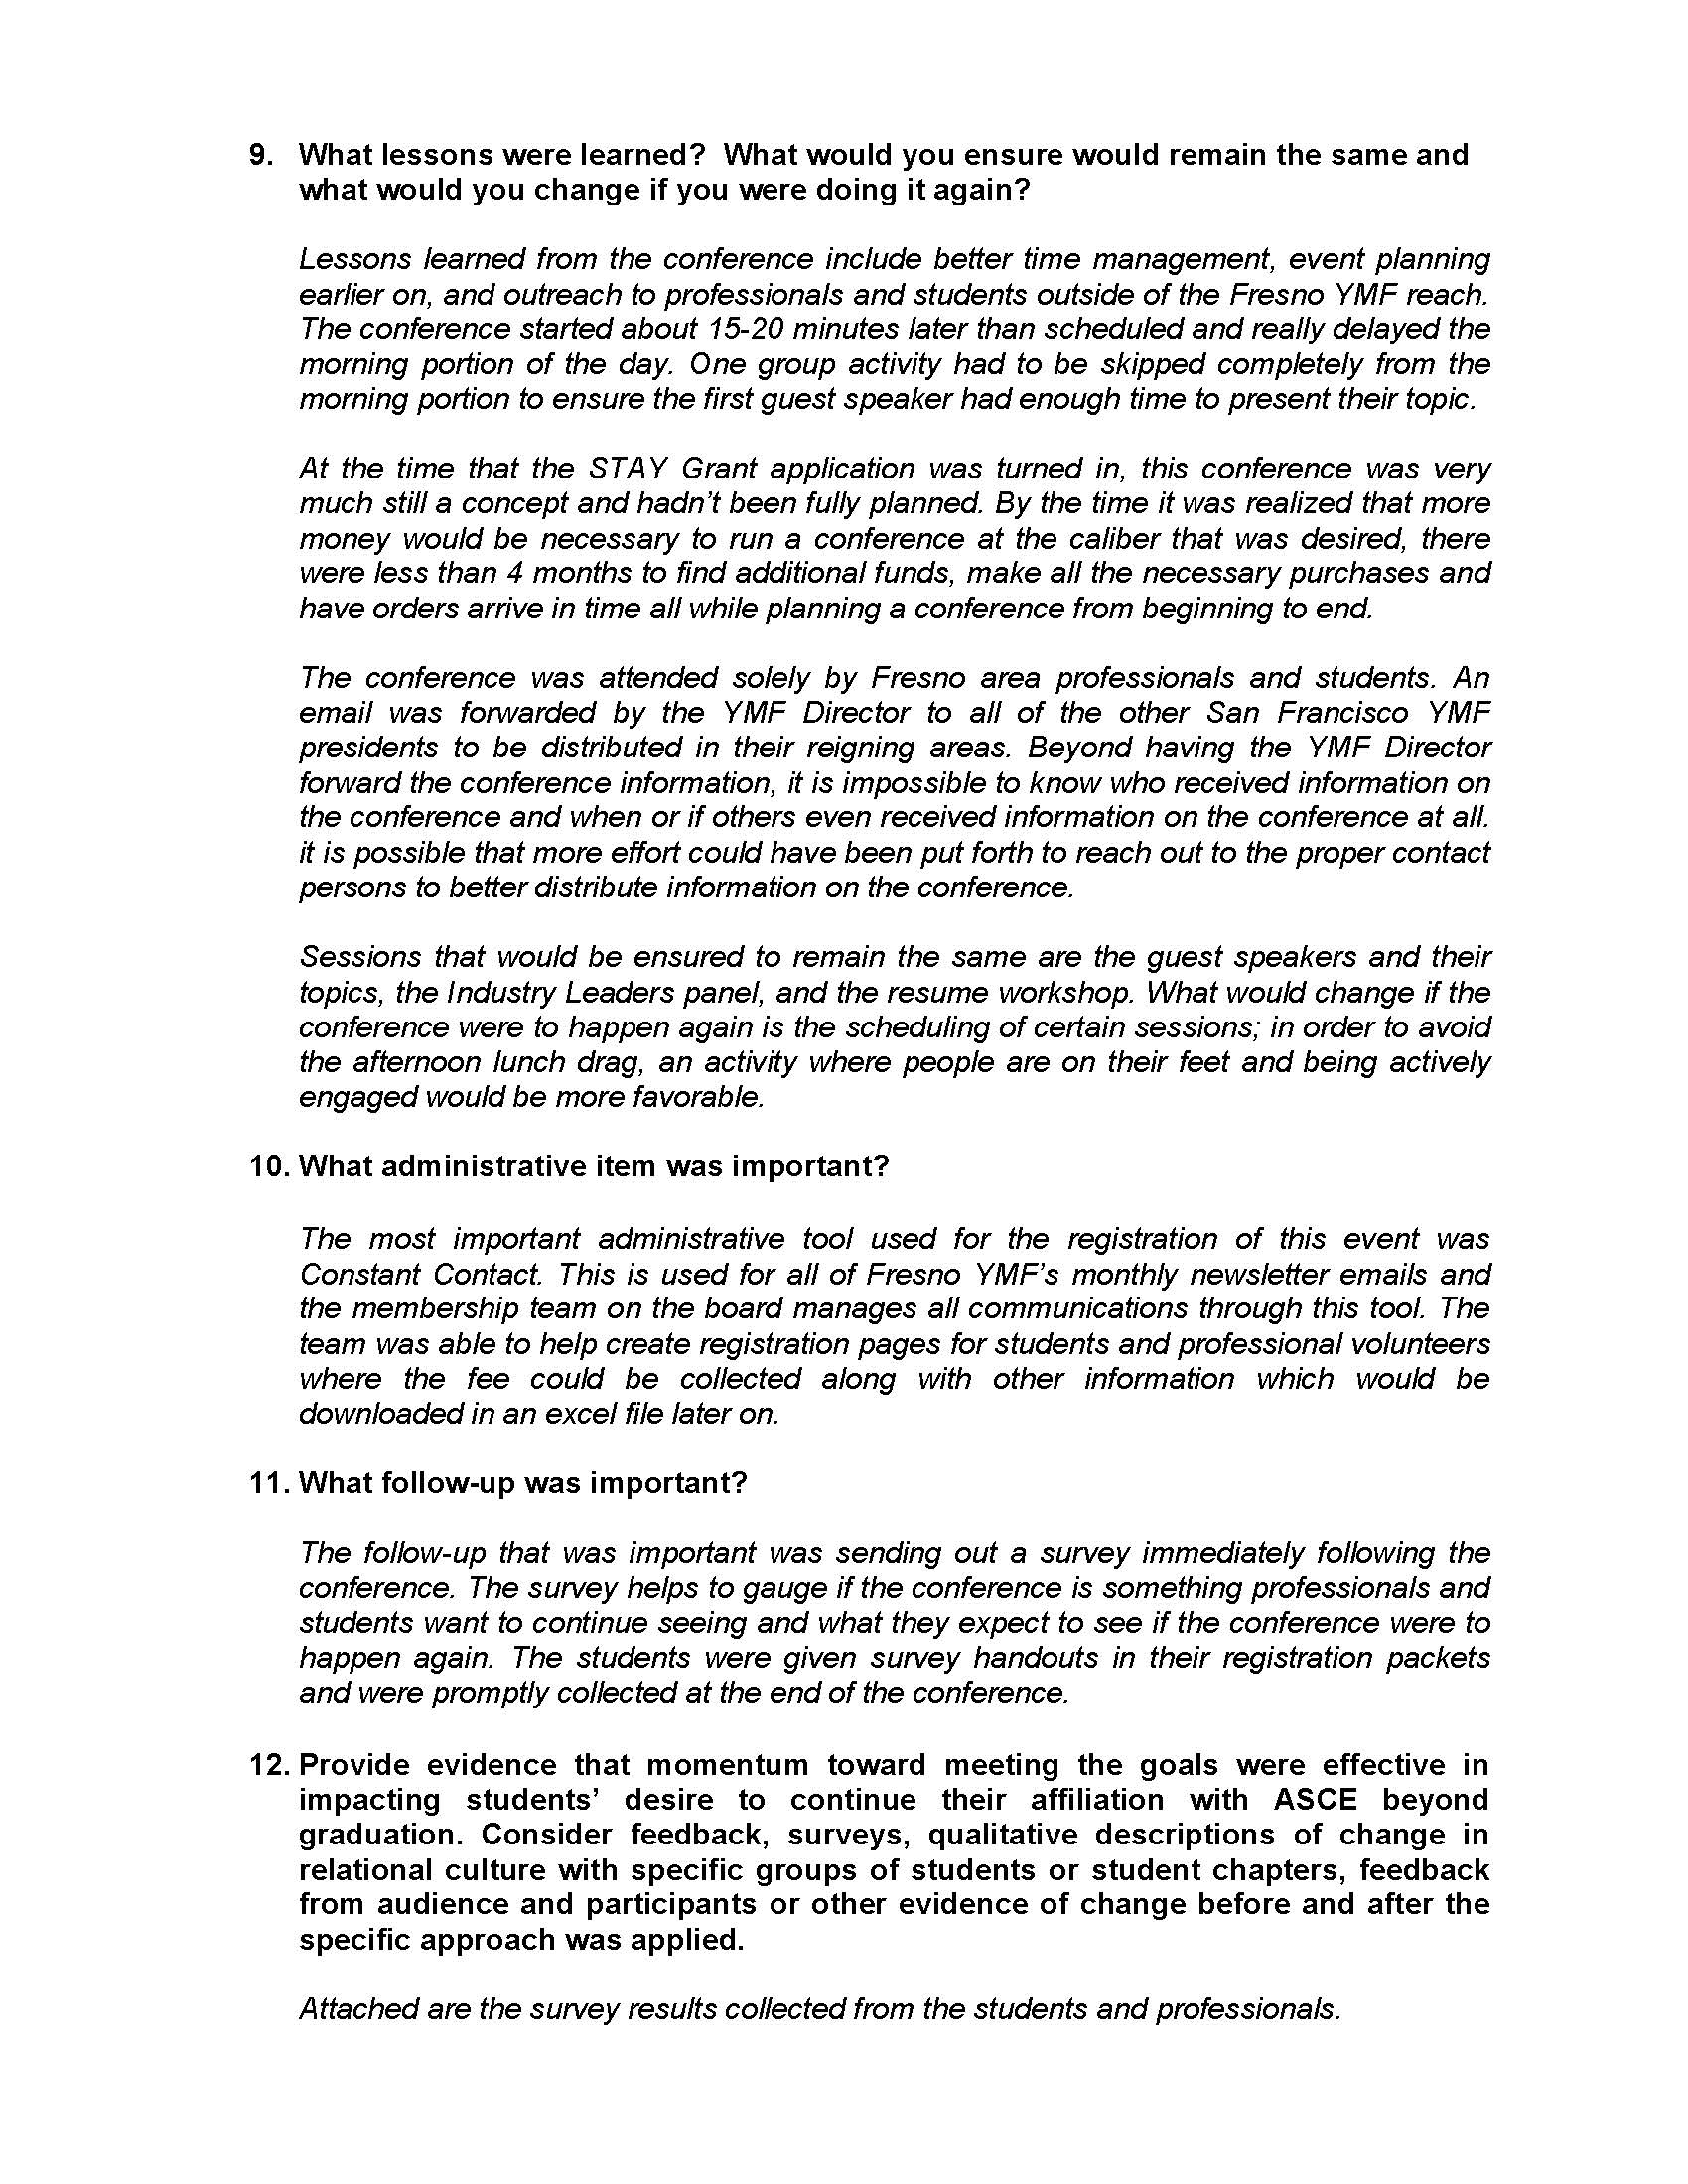 9. What lessons were learned?  What would you ensure would remain the same and
what would you change if you were doing it again?
Lessons learned from the conference include better time management, event planning
earlier on, and outreach to professionals and students outside of the Fresno YMF reach.
The conference started about 15-20 minutes later than scheduled and really delayed the
morning portion of the day. One group activity had to be skipped completely from the
morning portion to ensure the first guest speaker had enough time to present their topic.
At the time that the STAY Grant application was turned in, this conference was very
much still a concept and hadn’t been fully planned. By the time it was realized that more
money would be necessary to run a conference at the caliber that was desired, there
were less than 4 months to find additional funds, make all the necessary purchases and
have orders arrive in time all while planning a conference from beginning to end.
The conference was attended solely by Fresno area professionals and students. An
email was forwarded by the YMF Director to all of the other San Francisco YMF
presidents to be distributed in their reigning areas. Beyond having the YMF Director
forward the conference information, it is impossible to know who received information on
the conference and when or if others even received information on the conference at all.
it is possible that more effort could have been put forth to reach out to the proper contact
persons to better distribute information on the conference.
Sessions that would be ensured to remain the same are the guest speakers and their
topics, the Industry Leaders panel, and the resume workshop. What would change if the
conference were to happen again is the scheduling of certain sessions; in order to avoid
the afternoon lunch drag, an activity where people are on their feet and being actively
engaged would be more favorable.
10. What administrative item was important?
The most important administrative tool used for the registration of this event was
Constant Contact. This is used for all of Fresno YMF’s monthly newsletter emails and
the membership team on the board manages all communications through this tool. The
team was able to help create registration pages for students and professional volunteers
where the fee could be collected along with other information which would be
downloaded in an excel file later on.
11. What follow-up was important?
The follow-up that was important was sending out a survey immediately following the
conference. The survey helps to gauge if the conference is something professionals and
students want to continue seeing and what they expect to see if the conference were to
happen again. The students were given survey handouts in their registration packets
and were promptly collected at the end of the conference.
12. Provide evidence that momentum toward meeting the goals were effective in
impacting students’ desire to continue their affiliation with ASCE beyond
graduation. Consider feedback, surveys, qualitative descriptions of change in
relational culture with specific groups of students or student chapters, feedback
from audience and participants or other evidence of change before and after the
specific approach was applied.
Attached are the survey results collected from the students and professionals.